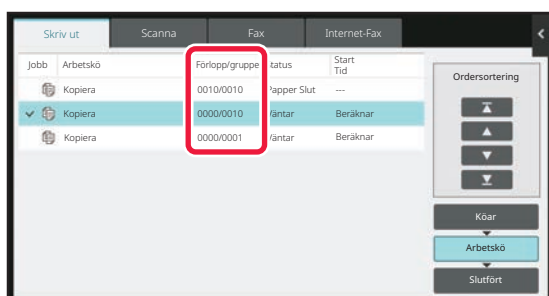 Skriv ut Scanna Fax Internet-Fax
Jobb Arbetskö Förlopp/gruppe tatus Start Tid
Kopiera 0010/0010 Papper Slut ---
Kopiera 0000/0010 Väntar Beräknar
Kopiera 0000/0001 Väntar Beräknar
Ordersortering
Köar
Arbetskö
Slutfört